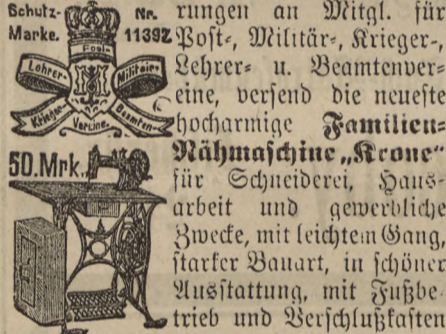 Schutz-
Marke.
Nr.
11392
Post-
Lehrer-
Militair-
Krieger-
Beamten-
Vereine.
50.Mrk.
rungen an Mitgl. für
Post-, Militär-, Krieger-,
Lehrer- u. Beamtenver-
eine, versend die neueste
hocharmige Familien-
Nähmaschine „Krone"
für Schneiderei, Haus-
arbeit und gewerbliche
Zwecke, mit leichtem Gang,
starker Bauart, in schöner
Ausstattung, mit Fußbe-
trieb und Verschlußkasten